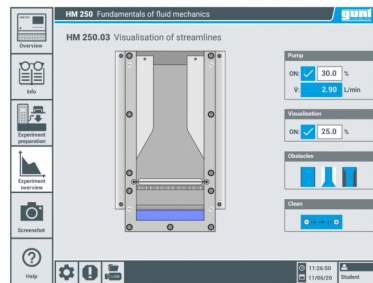 HM 250 Fundamentals of fluid mechanics
gunt
HM 250.03 Visualisation of streamlines
Overview
Info
Experiment
preparation
Experiment
overview
Screenshot
Help
Pump
ON: 30.0 %
V̇: 2.90 L/min
Visualisation
ON: 25.0 %
Obstacles
Clean
11:26:50
11/06/20 Student